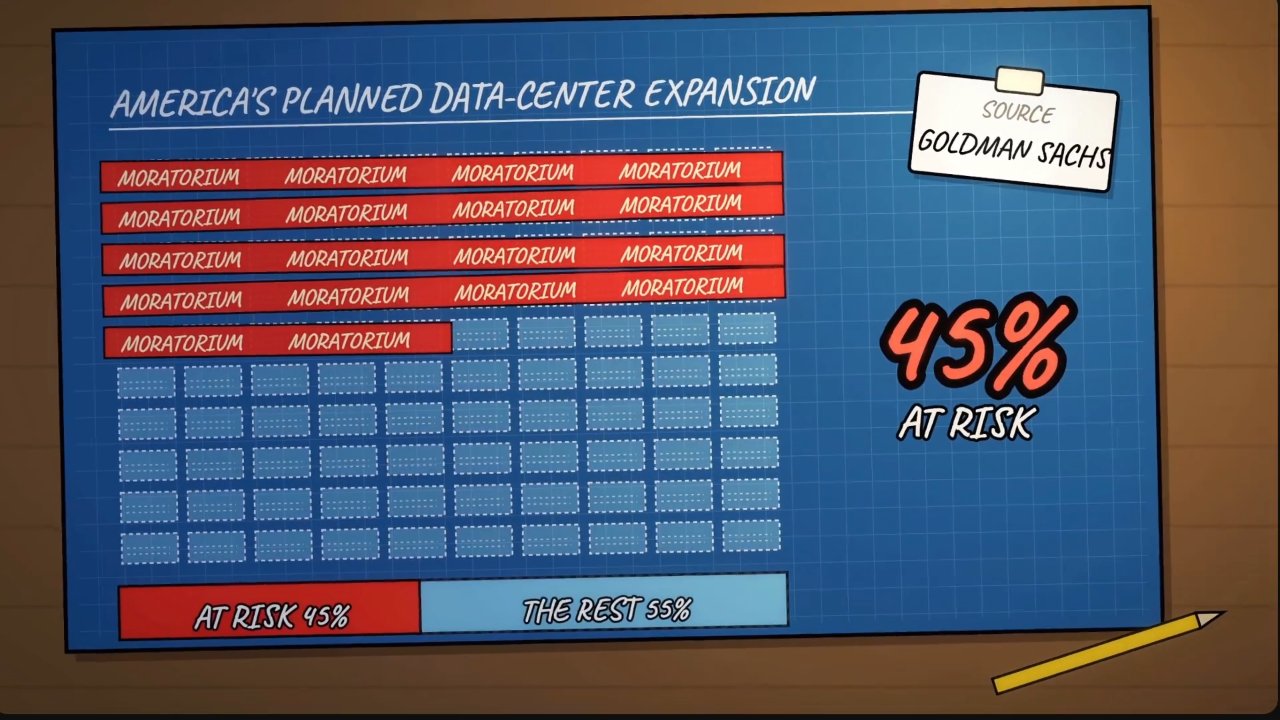 AMERICA'S PLANNED DATA-CENTER EXPANSION
SOURCE
GOLDMAN SACHS
MORATORIUM MORATORIUM MORATORIUM MORATORIUM
MORATORIUM MORATORIUM MORATORIUM MORATORIUM
MORATORIUM MORATORIUM MORATORIUM MORATORIUM
MORATORIUM MORATORIUM MORATORIUM MORATORIUM
MORATORIUM MORATORIUM
45%
AT RISK
AT RISK 45% THE REST 55%